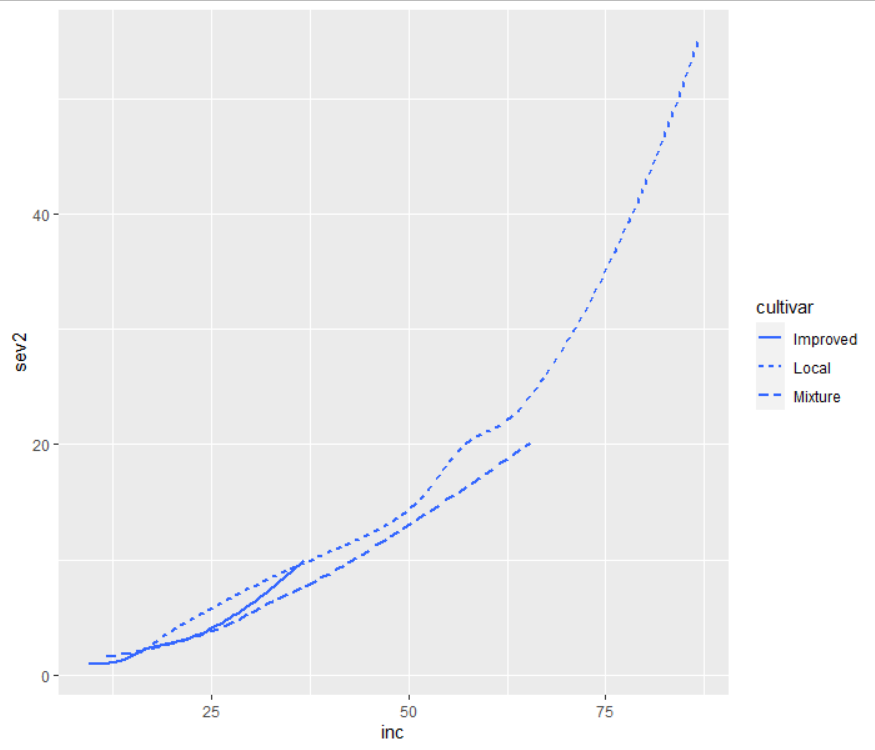 sev2
40
20
0
25
50
75
inc
cultivar
Improved
Local
Mixture